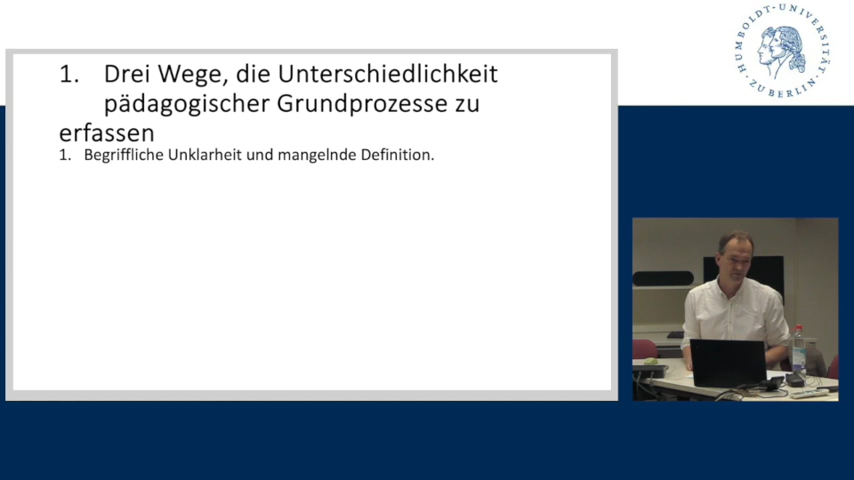 HUMBOLDT-UNIVERSITÄT
· ZU BERLIN ·
1. Drei Wege, die Unterschiedlichkeit
pädagogischer Grundprozesse zu
erfassen
1. Begriffliche Unklarheit und mangelnde Definition.